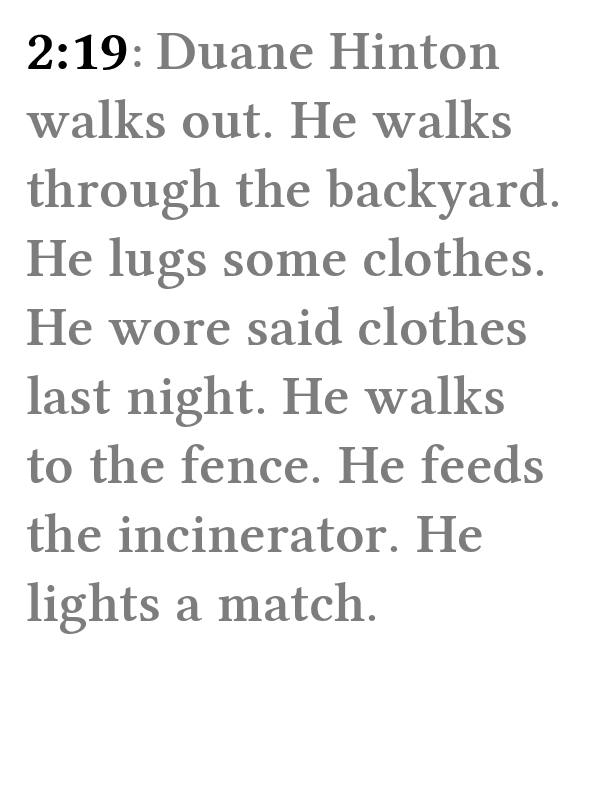 2:19: Duane Hinton
walks out. He walks
through the backyard.
He lugs some clothes.
He wore said clothes
last night. He walks
to the fence. He feeds
the incinerator. He
lights a match.